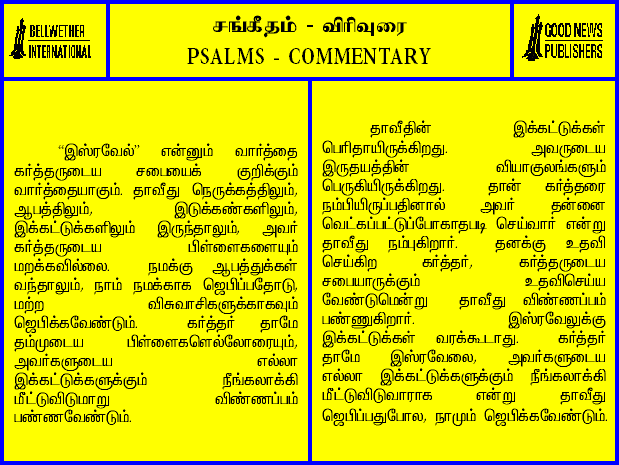 BELLWETHER
INTERNATIONAL
சங்கீதம் - விரிவுரை
PSALMS - COMMENTARY
GOOD NEWS
PUBLISHERS
“இஸ்ரவேல்” என்னும் வார்த்தை
கர்த்தருடைய சபையைக் குறிக்கும்
வார்த்தையாகும். தாவீது நெருக்கத்திலும்,
ஆபத்திலும், இடுக்கண்களிலும்,
இக்கட்டுக்களிலும் இருந்தாலும், அவர்
கர்த்தருடைய பிள்ளைகளையும்
மறக்கவில்லை. நமக்கு ஆபத்துக்கள்
வந்தாலும், நாம் நமக்காக ஜெபிப்பதோடு,
மற்ற விசுவாசிகளுக்காகவும்
ஜெபிக்கவேண்டும். கர்த்தர் தாமே
தம்முடைய பிள்ளைகளெல்லோரையும்,
அவர்களுடைய எல்லா
இக்கட்டுக்களுக்கும் நீங்கலாக்கி
மீட்டுவிடுமாறு விண்ணப்பம்
பண்ணவேண்டும்.
தாவீதின் இக்கட்டுக்கள்
பெரிதாயிருக்கிறது. அவருடைய
இருதயத்தின் வியாகுலங்களும்
பெருகியிருக்கிறது. தான் கர்த்தரை
நம்பியிருப்பதினால் அவர் தன்னை
வெட்கப்பட்டுப்போகாதபடி செய்வார் என்று
தாவீது நம்புகிறார். தனக்கு உதவி
செய்கிற கர்த்தர், கர்த்தருடைய
சபையாருக்கும் உதவிசெய்ய
வேண்டுமென்று தாவீது விண்ணப்பம்
பண்ணுகிறார். இஸ்ரவேலுக்கு
இக்கட்டுக்கள் வரக்கூடாது. கர்த்தர்
தாமே இஸ்ரவேலை, அவர்களுடைய
எல்லா இக்கட்டுக்களுக்கும் நீங்கலாக்கி
மீட்டுவிடுவாராக என்று தாவீது
ஜெபிப்பதுபோல, நாமும் ஜெபிக்கவேண்டும்.